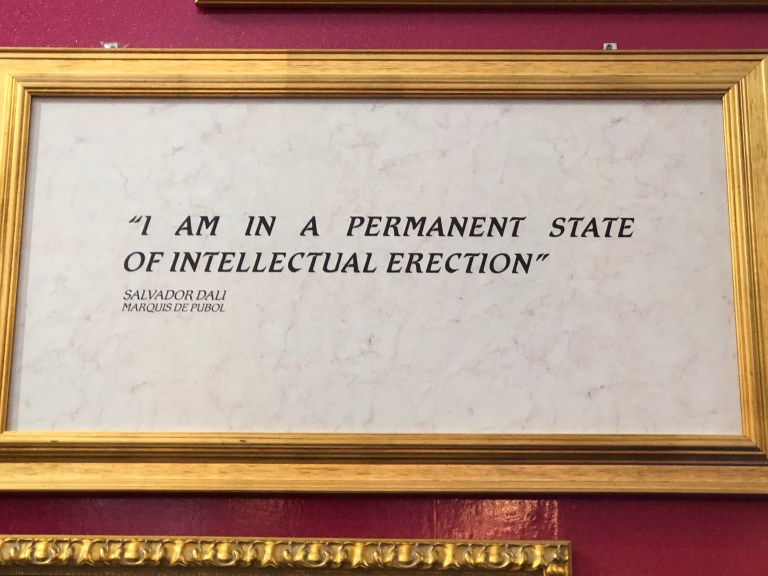 “I AM IN A PERMANENT STATE
OF INTELLECTUAL ERECTION”
SALVADOR DALI
MARQUIS DE PUBOL